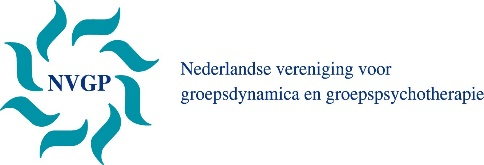 NVGP
Nederlandse vereniging voor
groepsdynamica en groepspsychotherapie